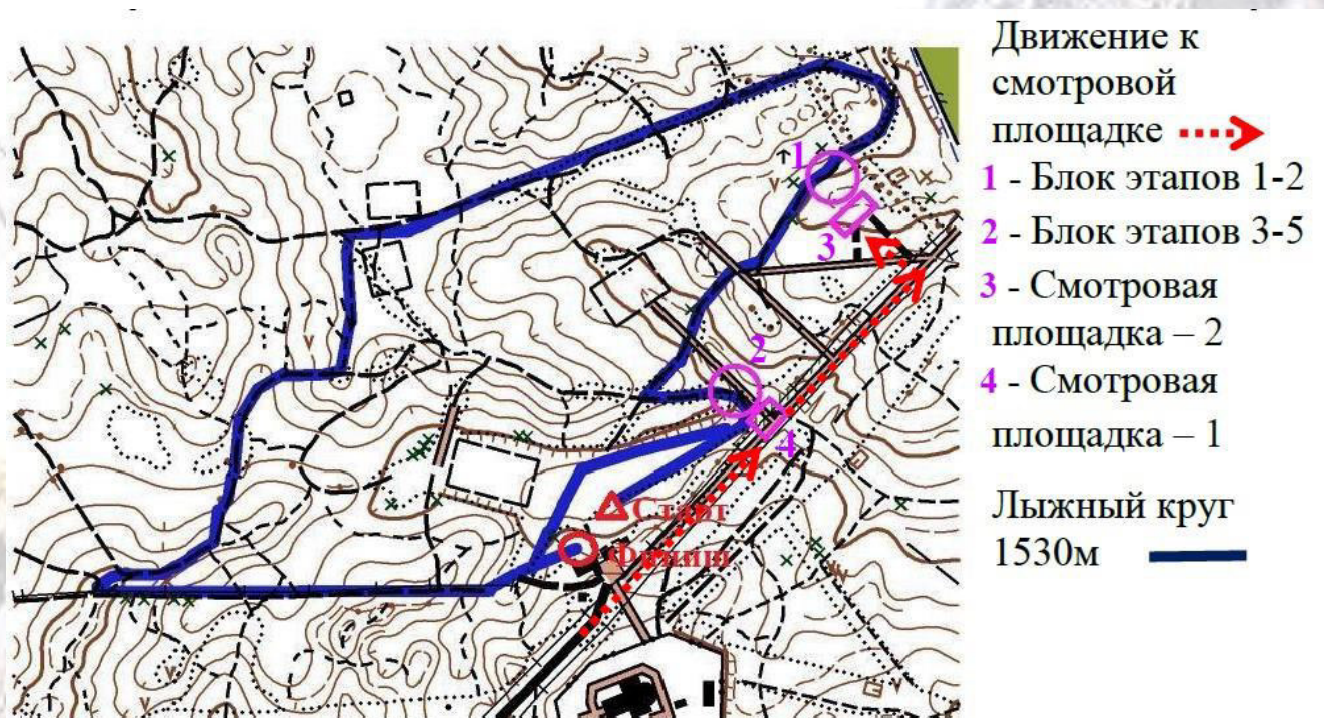 Движение к
смотровой
площадке
1 - Блок этапов 1-2
2 - Блок этапов 3-5
3 - Смотровая
площадка – 2
4 - Смотровая
площадка – 1
Лыжный круг
1530м
1
3
2
4
Старт
Финиш